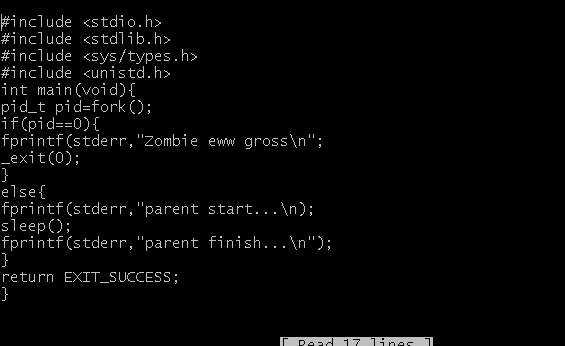 #include <stdio.h>
#include <stdlib.h>
#include <sys/types.h>
#include <unistd.h>
int main(void){
pid_t pid=fork();
if(pid==0){
fprintf(stderr,"Zombie eww gross\n";
_exit(0);
}
else{
fprintf(stderr,"parent start...\n);
sleep();
fprintf(stderr,"parent finish...\n");
}
return EXIT_SUCCESS;
}
[ Read 17 lines ]